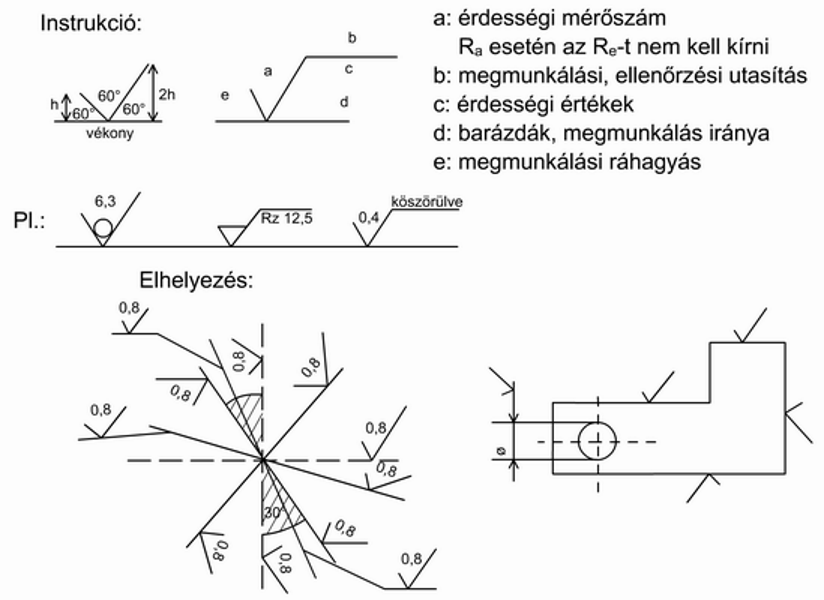 Instrukció:
a: érdességi mérőszám
Ra esetén az Re-t nem kell kírni
b: megmunkálási, ellenőrzési utasítás
c: érdességi értékek
d: barázdák, megmunkálás iránya
e: megmunkálási ráhagyás
h
60°
60°
60°
2h
vékony
a
b
c
d
e
Pl.:
6,3
Rz 12,5
0,4
köszörülve
Elhelyezés:
0,8
0,8
0,8
0,8
0,8
0,8
0,8
30°
0,8
0,8
0,8
0,8
ø